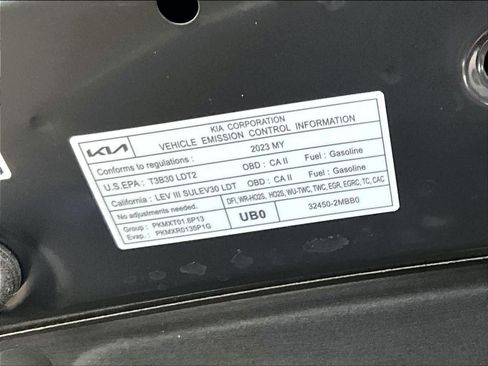 KIA CORPORATION
KIA VEHICLE EMISSION CONTROL INFORMATION
Conforms to regulations : 2023 MY
U.S.EPA : T3B30 LDT2 OBD : CA II Fuel : Gasoline
California : LEV III SULEV30 LDT OBD : CA II Fuel : Gasoline
No adjustments needed. DFI, WR-HO2S, HO2S, WU-TWC, TWC, EGR, EGRC, TC, CAC
Group : PKMXT01.6P13 UB0 32450-2MBB0
Evap. : PKMXR0135P1G